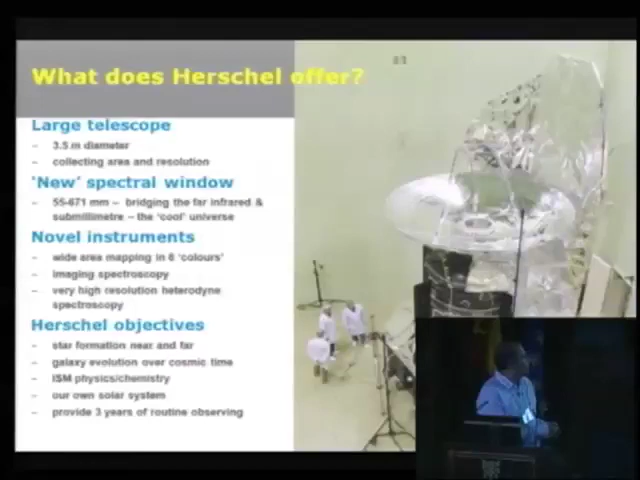 What does Herschel offer?
Large telescope
– 3.5 m diameter
– collecting area and resolution
'New' spectral window
– 55-671 mm – bridging the far infrared &
submillimetre – the 'cool' universe
Novel instruments
– wide area mapping in 6 'colours'
– imaging spectroscopy
– very high resolution heterodyne
spectroscopy
Herschel objectives
– star formation near and far
– galaxy evolution over cosmic time
– ISM physics/chemistry
– our own solar system
– provide 3 years of routine observing